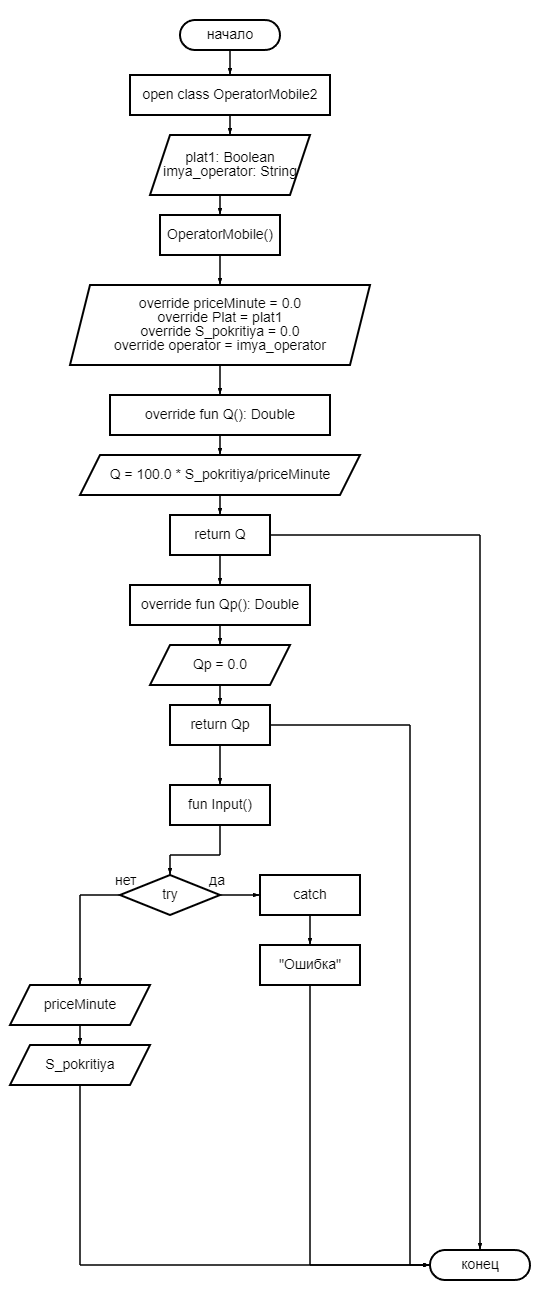 начало
open class OperatorMobile2
plat1: Boolean
imya_operator: String
OperatorMobile()
override priceMinute = 0.0
override Plat = plat1
override S_pokritiya = 0.0
override operator = imya_operator
override fun Q(): Double
Q = 100.0 * S_pokritiya/priceMinute
return Q
override fun Qp(): Double
Qp = 0.0
return Qp
fun Input()
нет
try
да
catch
"Ошибка"
priceMinute
S_pokritiya
конец